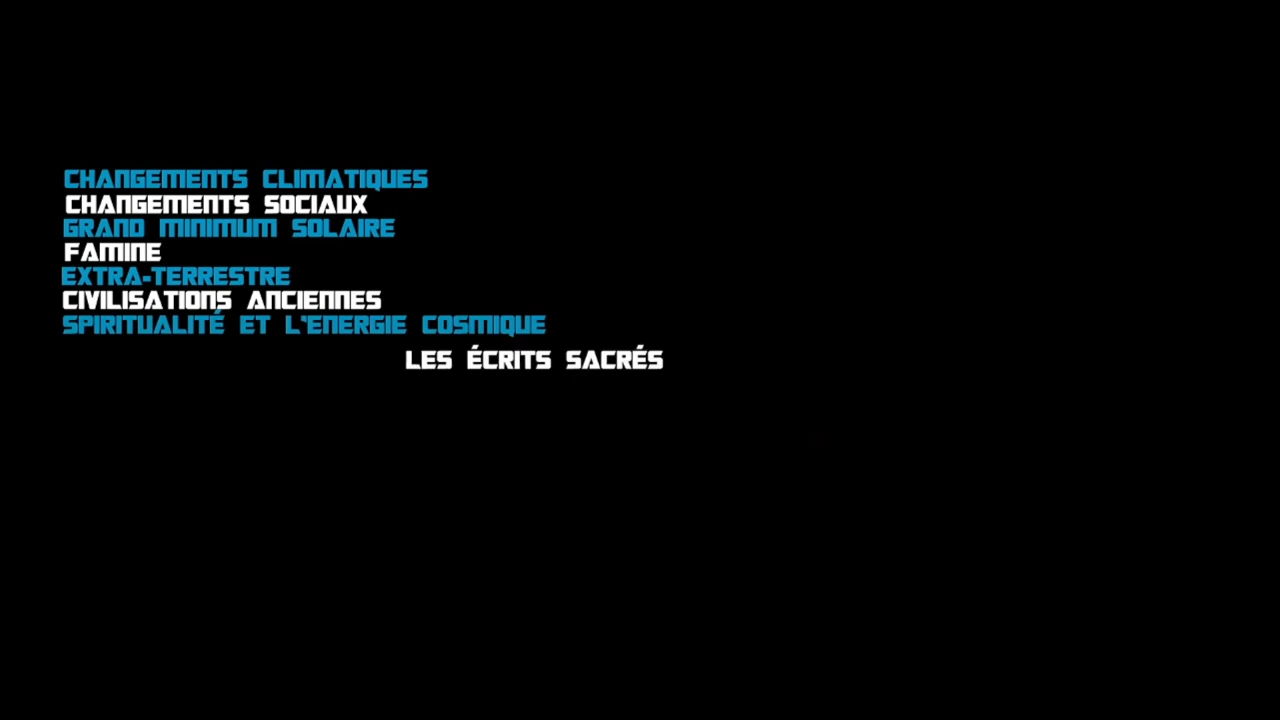 CHANGEMENTS CLIMATIQUES
CHANGEMENTS SOCIAUX
GRAND MINIMUM SOLAIRE
FAMINE
EXTRA-TERRESTRE
CIVILISATIONS ANCIENNES
SPIRITUALITÉ ET L'ENERGIE COSMIQUE
LES ÉCRITS SACRÉS